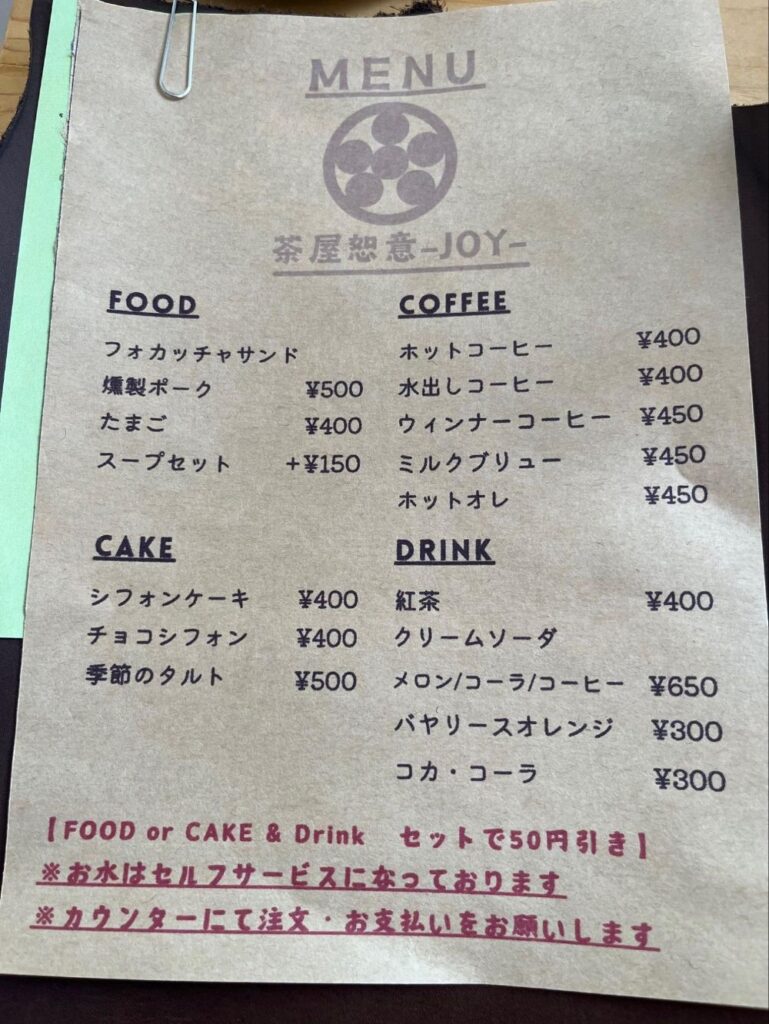 MENU
茶屋恕意-JOY-
FOOD
フォカッチャサンド
燻製ポーク ¥500
たまご ¥400
スープセット +¥150
COFFEE
ホットコーヒー ¥400
水出しコーヒー ¥400
ウィンナーコーヒー ¥450
ミルクブリュー ¥450
ホットオレ ¥450
CAKE
シフォンケーキ ¥400
チョコシフォン ¥400
季節のタルト ¥500
DRINK
紅茶 ¥400
クリームソーダ
メロン/コーラ/コーヒー ¥650
バヤリースオレンジ ¥300
コカ・コーラ ¥300
【FOOD or CAKE & Drink セットで50円引き】
※お水はセルフサービスになっております
※カウンターにて注文・お支払いをお願いします